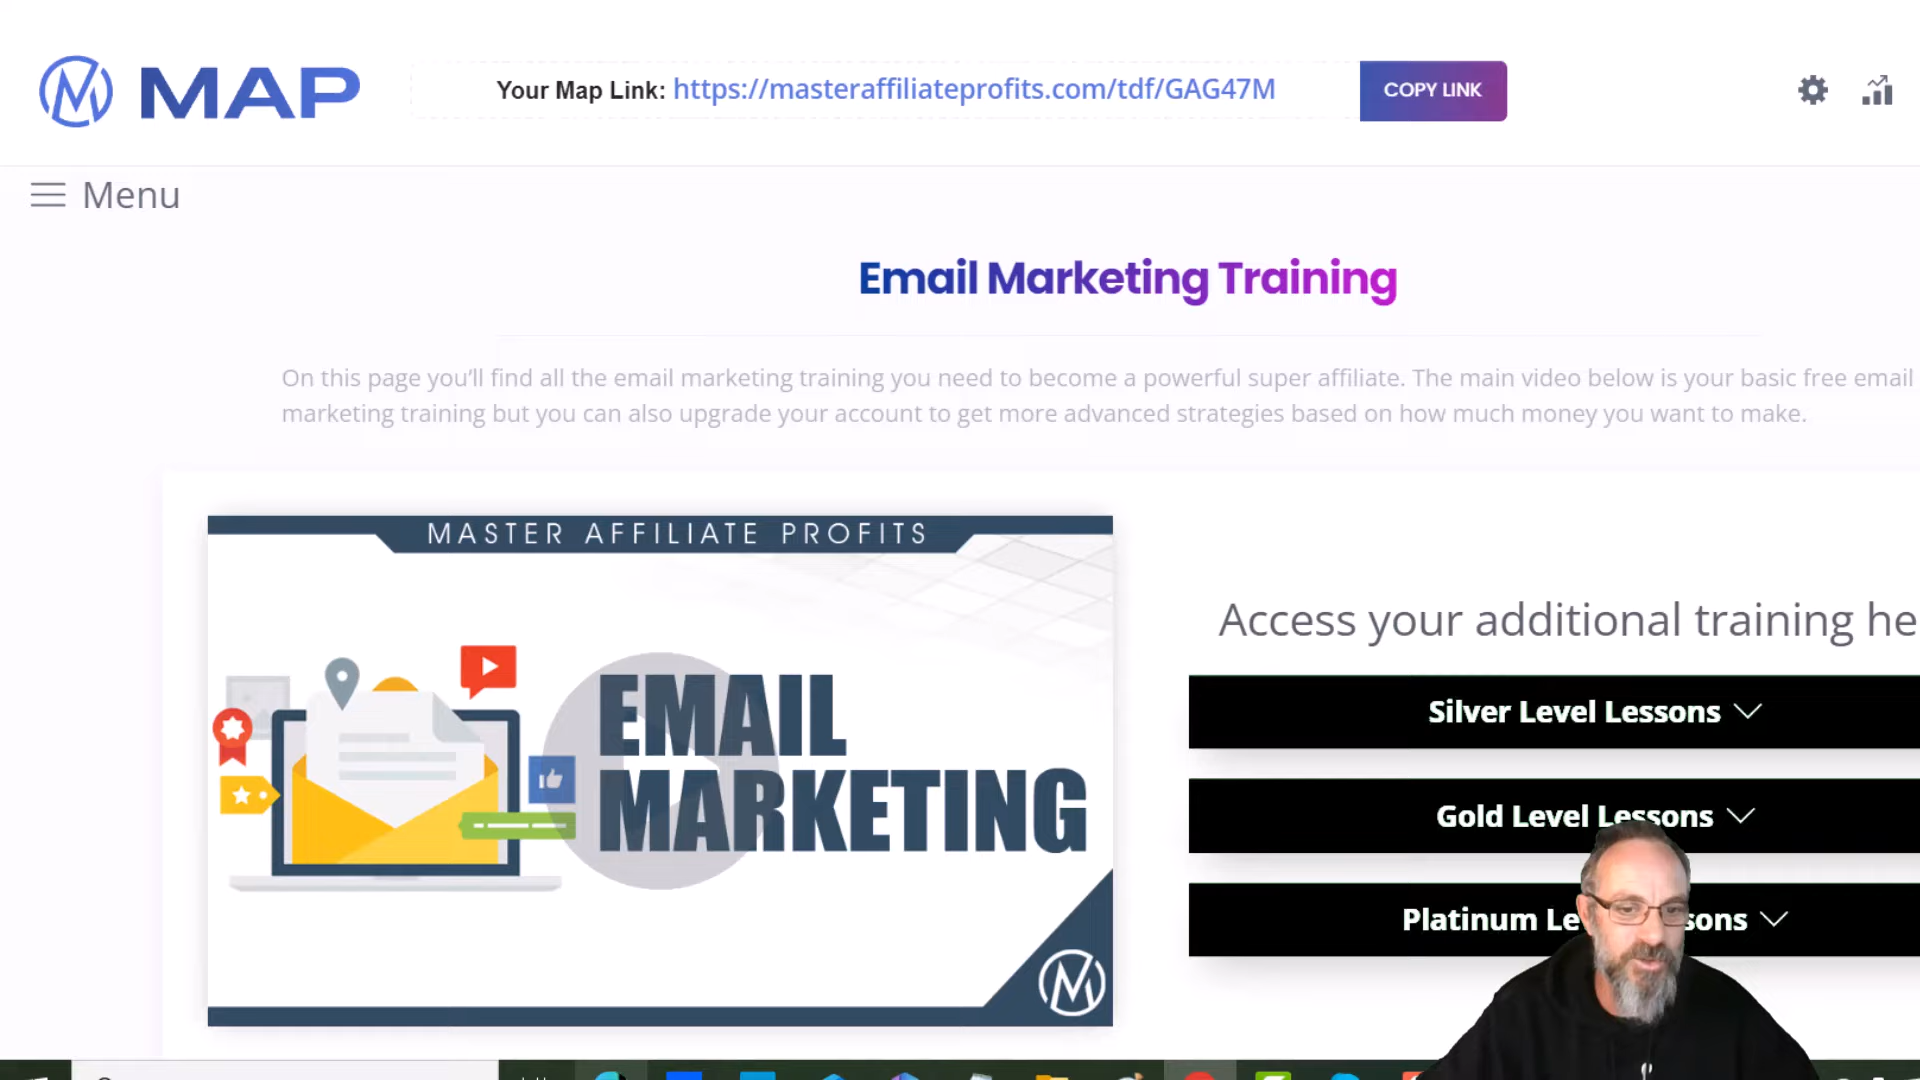 MAP
Your Map Link: https://masteraffiliateprofits.com/tdf/GAG47M
COPY LINK
Menu
Email Marketing Training
On this page you'll find all the email marketing training you need to become a powerful super affiliate. The main video below is your basic free email
marketing training but you can also upgrade your account to get more advanced strategies based on how much money you want to make.
MASTER AFFILIATE PROFITS
EMAIL
MARKETING
Access your additional training he
Silver Level Lessons
Gold Level Lessons
Platinum Le sons